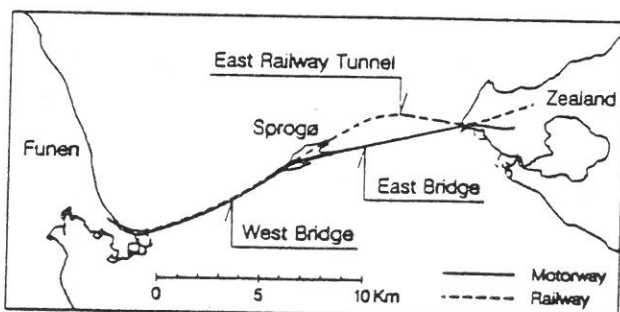 East Railway Tunnel
Zealand
Sprogø
Funen
East Bridge
West Bridge
0 5 10 Km
Motorway
Railway